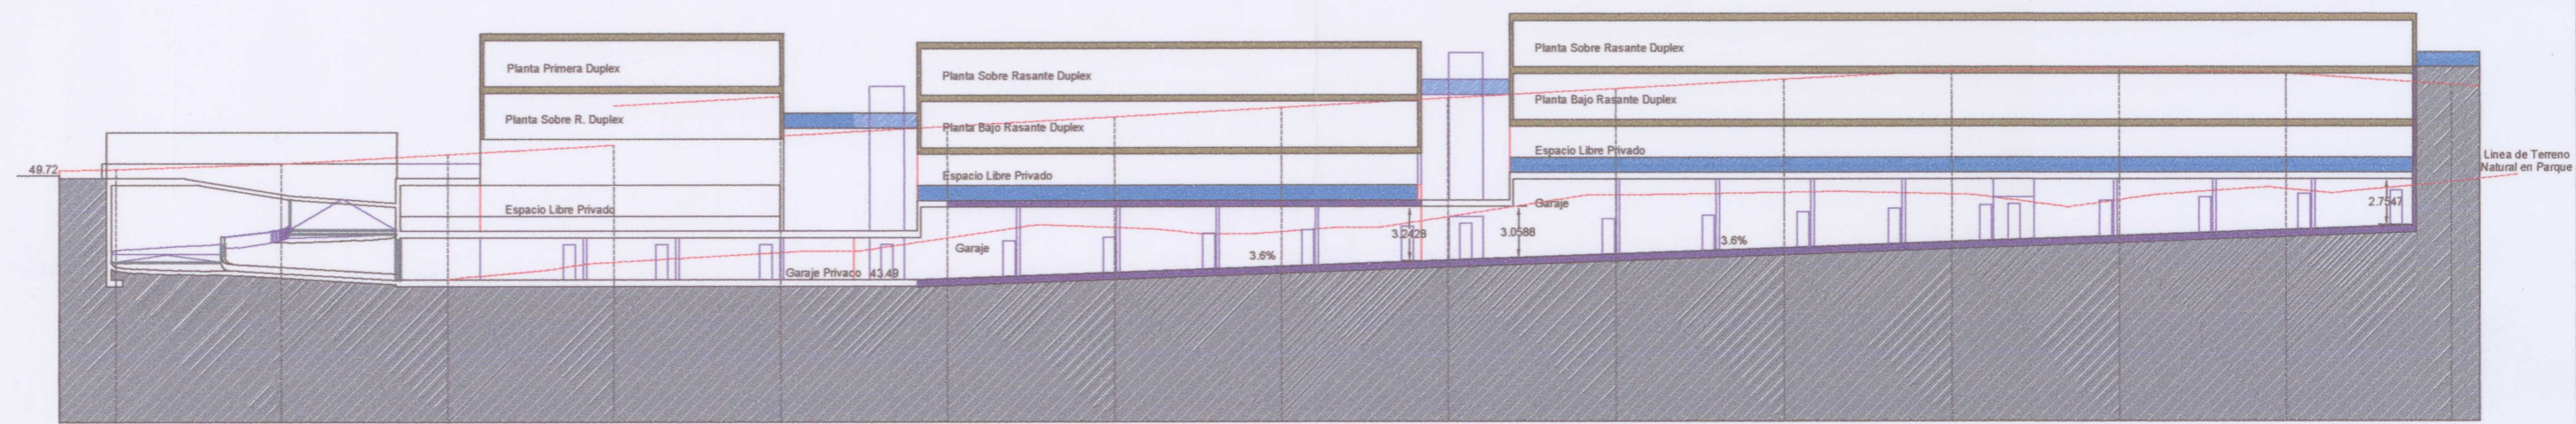 49.72
Planta Primera Duplex
Planta Sobre R. Duplex
Espacio Libre Privado
Garaje Privado 43.49
Planta Sobre Rasante Duplex
Planta Bajo Rasante Duplex
Espacio Libre Privado
Garaje
3.6%
3.2428
3.0588
Planta Sobre Rasante Duplex
Planta Bajo Rasante Duplex
Espacio Libre Privado
Garaje
3.6%
2.7547
Linea de Terreno
Natural en Parque